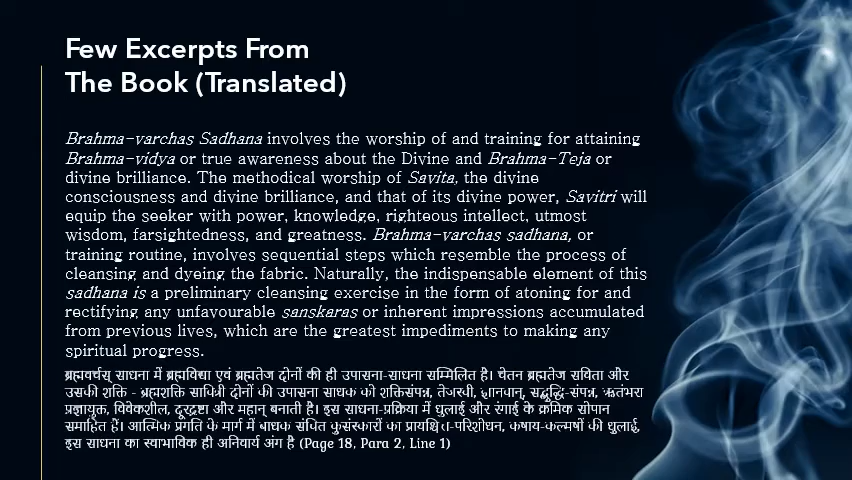 Few Excerpts From
The Book (Translated)
Brahma-varchas Sadhana involves the worship of and training for attaining
Brahma-vidya or true awareness about the Divine and Brahma-Teja or
divine brilliance. The methodical worship of Savita, the divine
consciousness and divine brilliance, and that of its divine power, Savitri will
equip the seeker with power, knowledge, righteous intellect, utmost
wisdom, farsightedness, and greatness. Brahma-varchas sadhana, or
training routine, involves sequential steps which resemble the process of
cleansing and dyeing the fabric. Naturally, the indispensable element of this
sadhana is a preliminary cleansing exercise in the form of atoning for and
rectifying any unfavourable sanskaras or inherent impressions accumulated
from previous lives, which are the greatest impediments to making any
spiritual progress.
ब्रह्मवर्चस् साधना में ब्रह्मविद्या एवं ब्रह्मतेज दोनों की ही उपासना-साधना सम्मिलित है। चेतन ब्रह्मतेज सविता और
उसकी शक्ति - ब्रह्मशक्ति सावित्री दोनों की उपासना साधक को शक्तिसंपन्न, तेजस्वी, ज्ञानवान्, सद्बुद्धि-संपन्न, ऋतंभरा
प्रज्ञायुक्त, विवेकशील, दूरद्रष्टा और महान् बनाती है। इस साधना-प्रक्रिया में धुलाई और रंगाई के क्रमिक सोपान
समाहित हैं। आत्मिक प्रगति के मार्ग में बाधक संचित कुसंस्कारों का प्रायश्चित्त-परिशोधन, कषाय-कल्मषों की धुलाई,
इस साधना का स्वाभाविक ही अनिवार्य अंग है (Page 18, Para 2, Line 1)